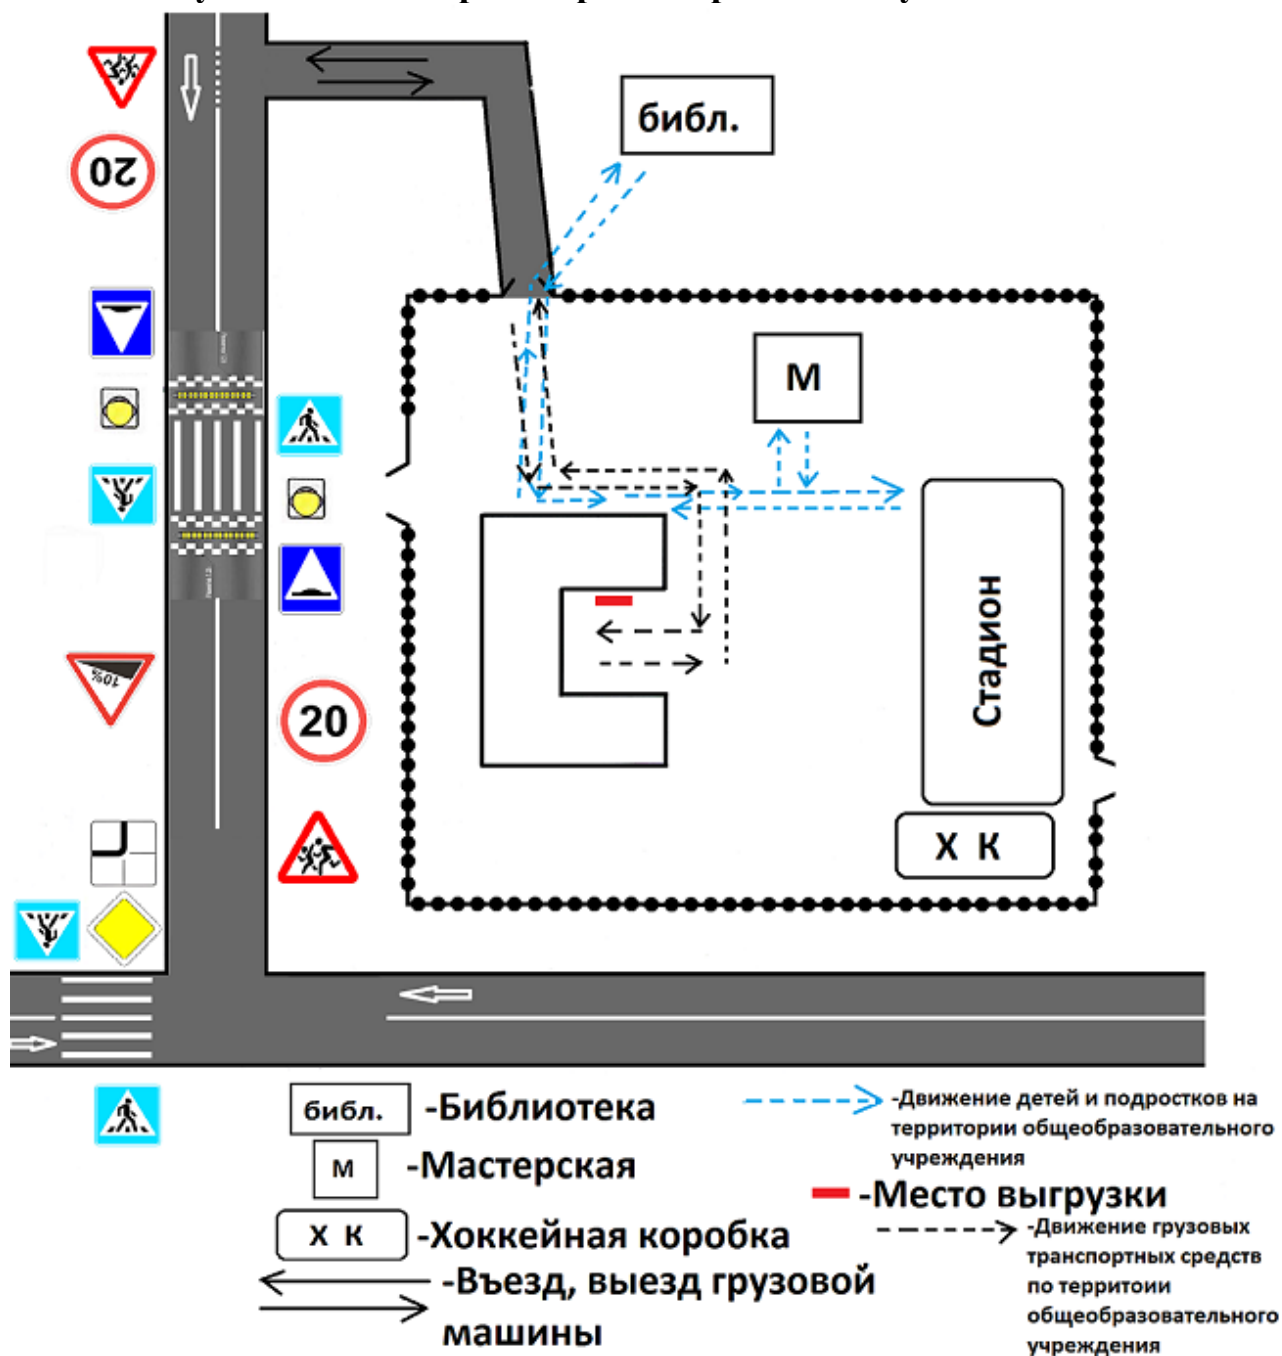 20
библ.
М
10%
20
Стадион
Х К
библ.
-Библиотека
М
-Мастерская
Х К
-Хоккейная коробка
-Въезд, выезд грузовой
машины
-Движение детей и подростков на
территории общеобразовательного
учреждения
-Место выгрузки
-Движение грузовых
транспортных средств
по территоии
общеобразовательного
учреждения